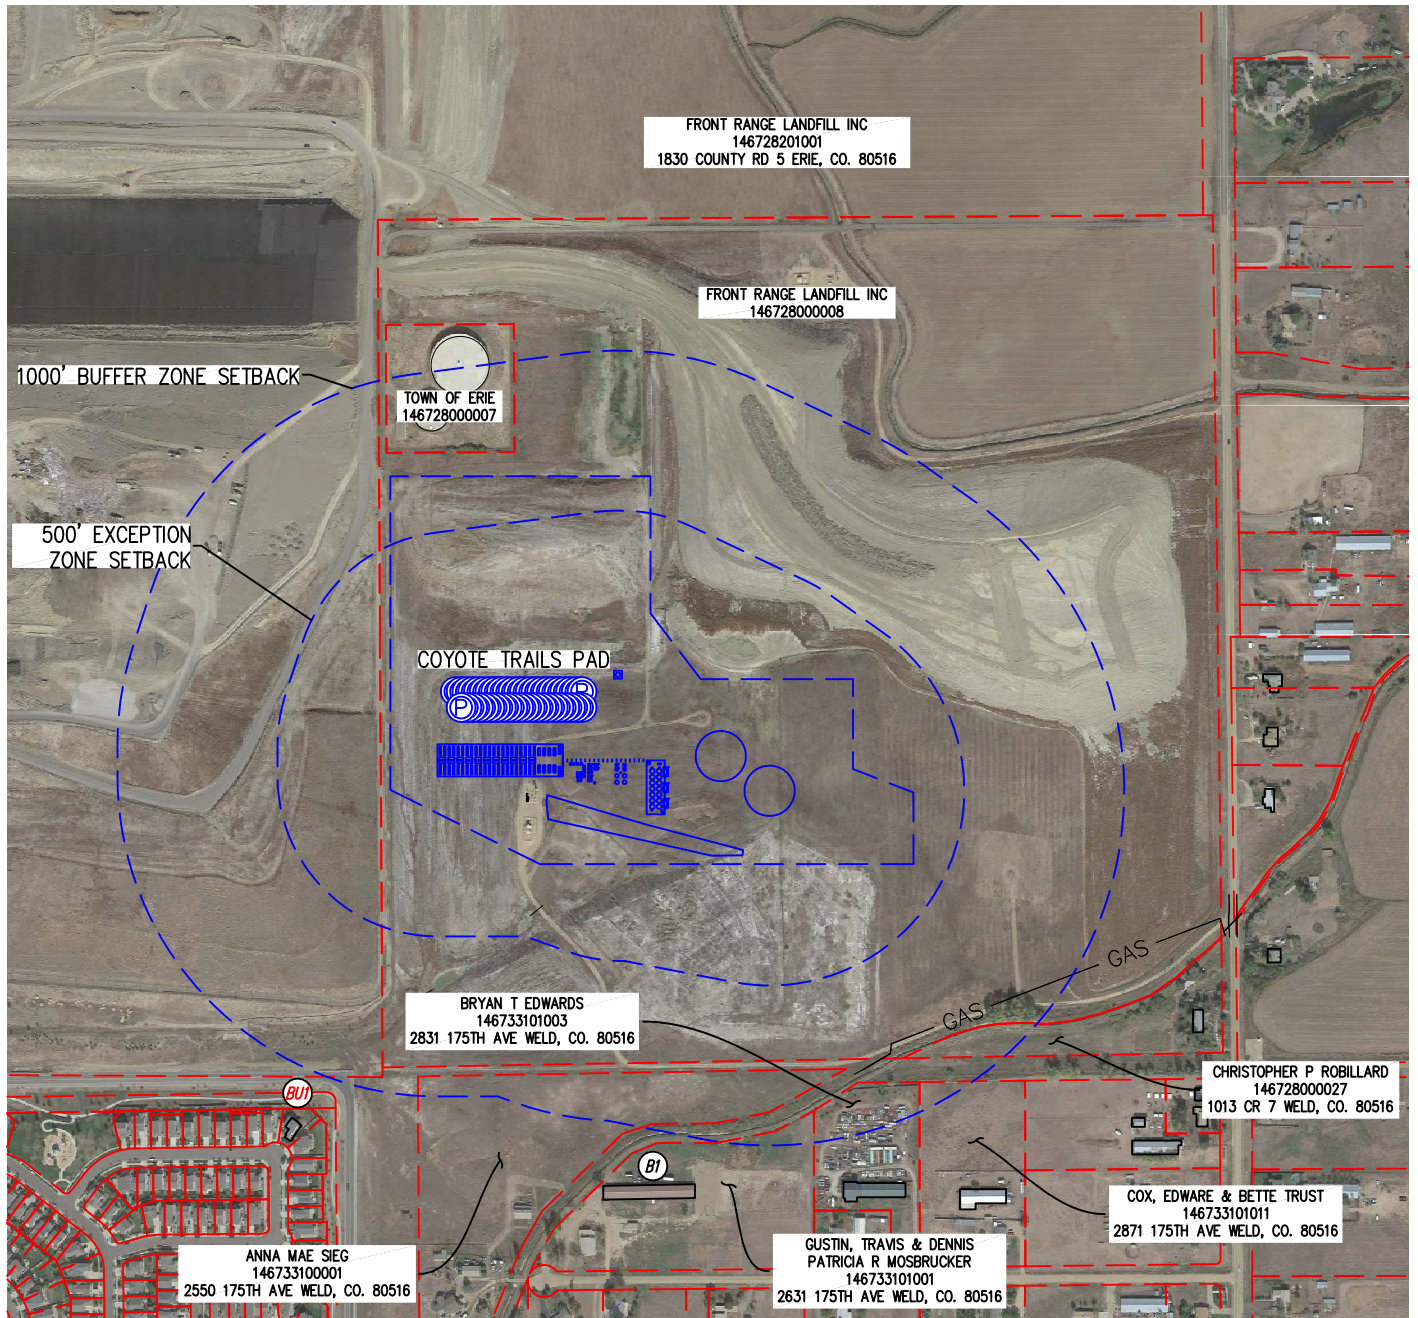 FRONT RANGE LANDFILL INC
146728201001
1830 COUNTY RD 5 ERIE, CO. 80516
FRONT RANGE LANDFILL INC
146728000008
1000' BUFFER ZONE SETBACK
TOWN OF ERIE
146728000007
500' EXCEPTION
ZONE SETBACK
COYOTE TRAILS PAD
P
P
GAS
GAS
BRYAN T EDWARDS
146733101003
2831 175TH AVE WELD, CO. 80516
CHRISTOPHER P ROBILLARD
146728000027
1013 CR 7 WELD, CO. 80516
BU1
B1
COX, EDWARE & BETTE TRUST
146733101011
2871 175TH AVE WELD, CO. 80516
ANNA MAE SIEG
146733100001
2550 175TH AVE WELD, CO. 80516
GUSTIN, TRAVIS & DENNIS
PATRICIA R MOSBRUCKER
146733101001
2631 175TH AVE WELD, CO. 80516